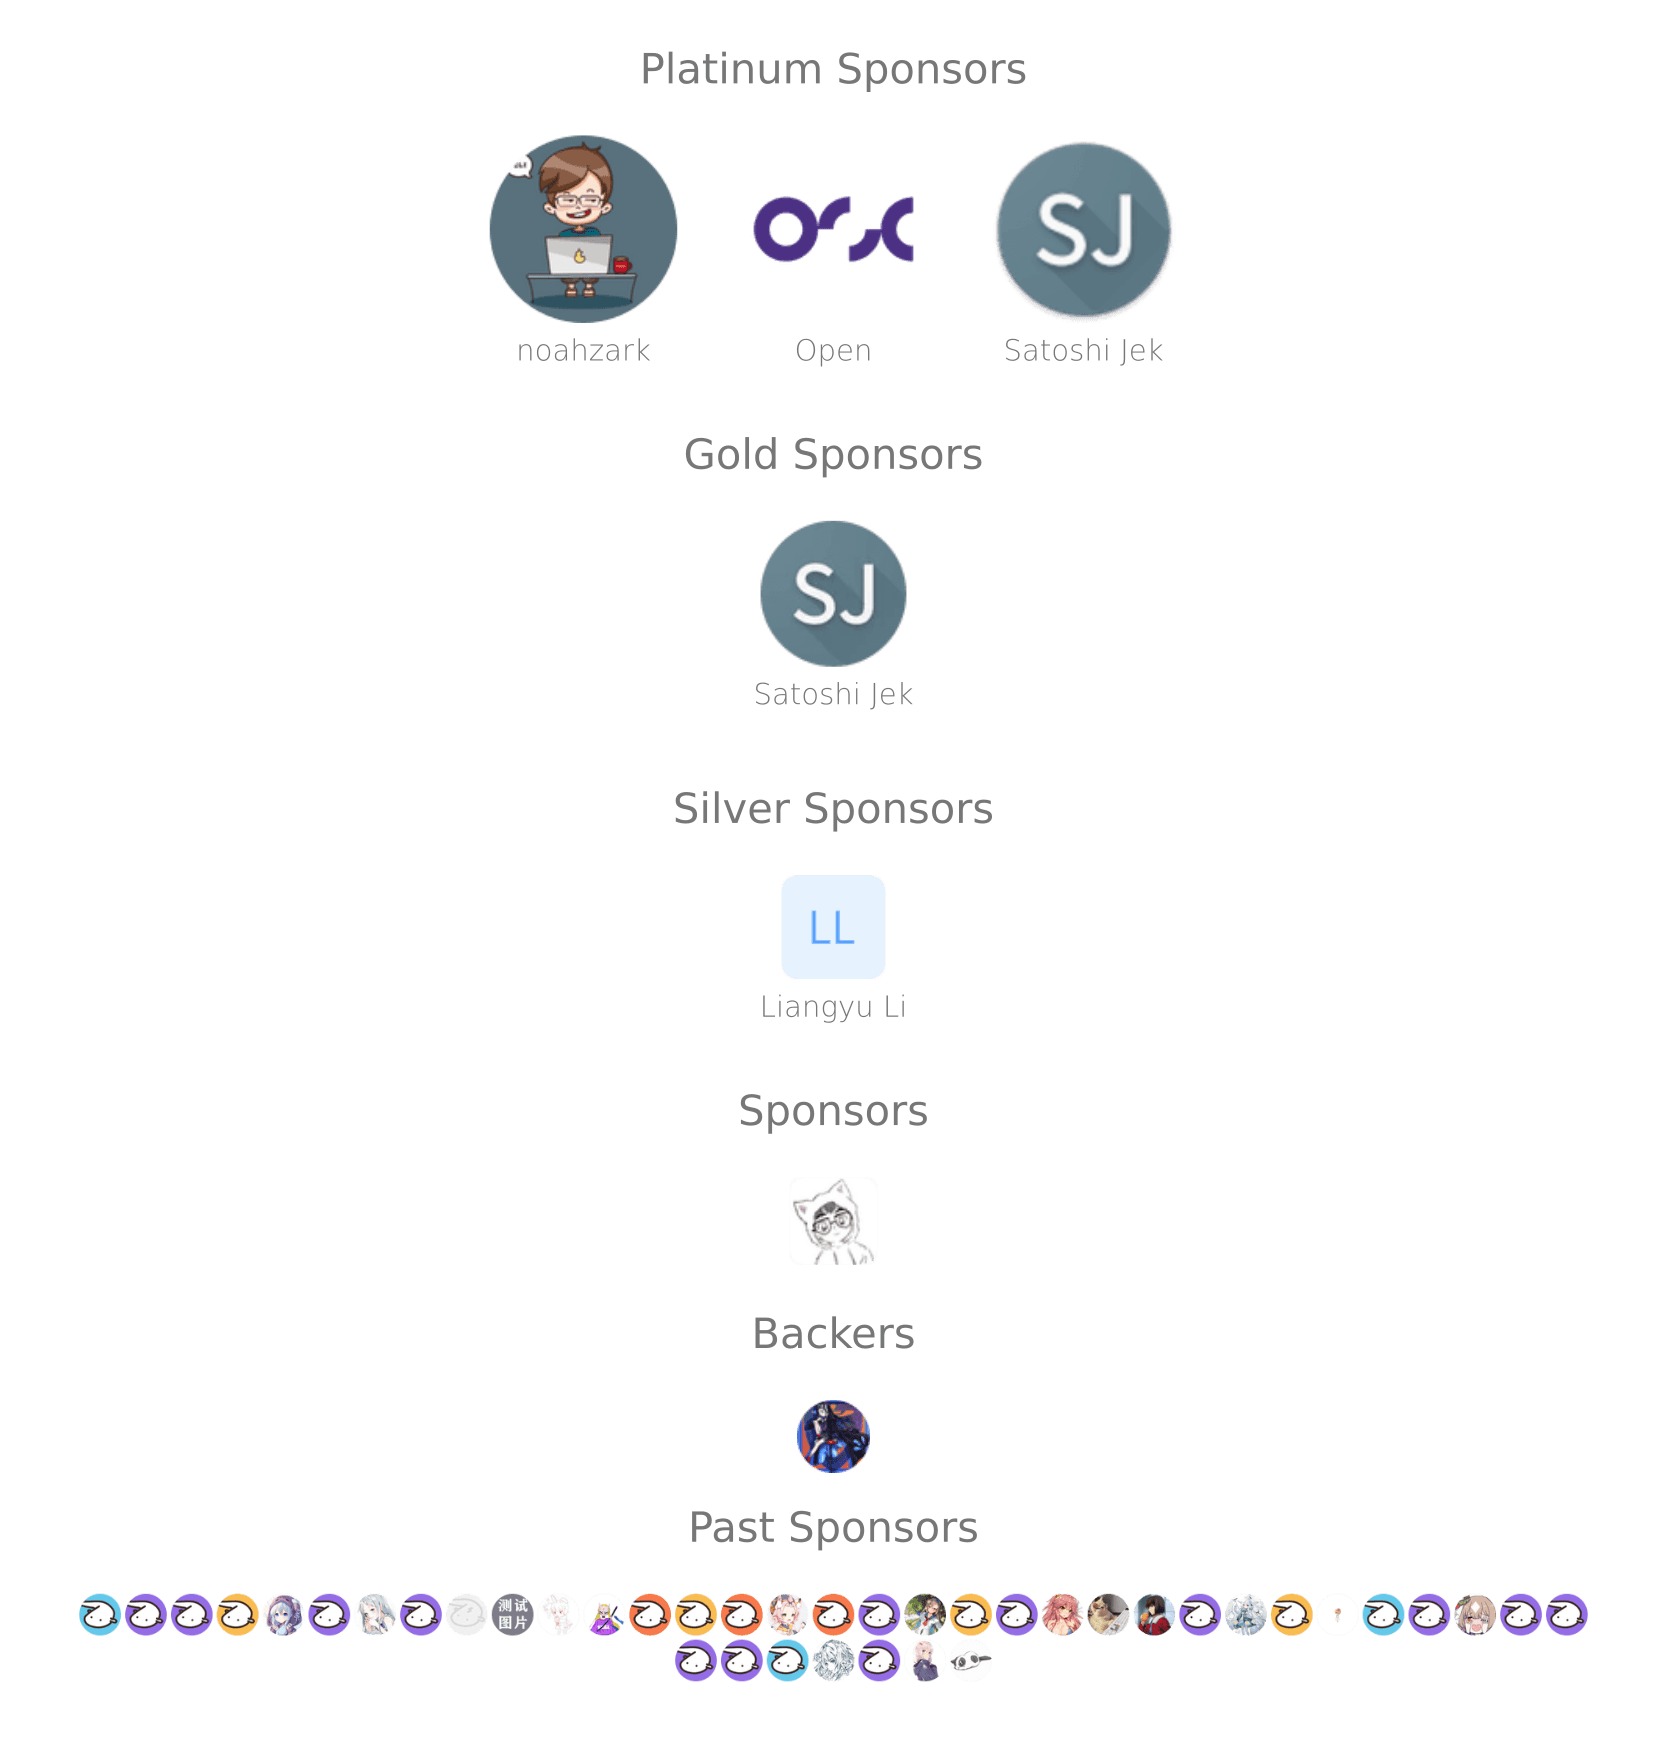 Platinum Sponsors
noahzark
Open
SJ
Satoshi Jek
Gold Sponsors
SJ
Satoshi Jek
Silver Sponsors
LL
Liangyu Li
Sponsors
Backers
Past Sponsors
测试
图片